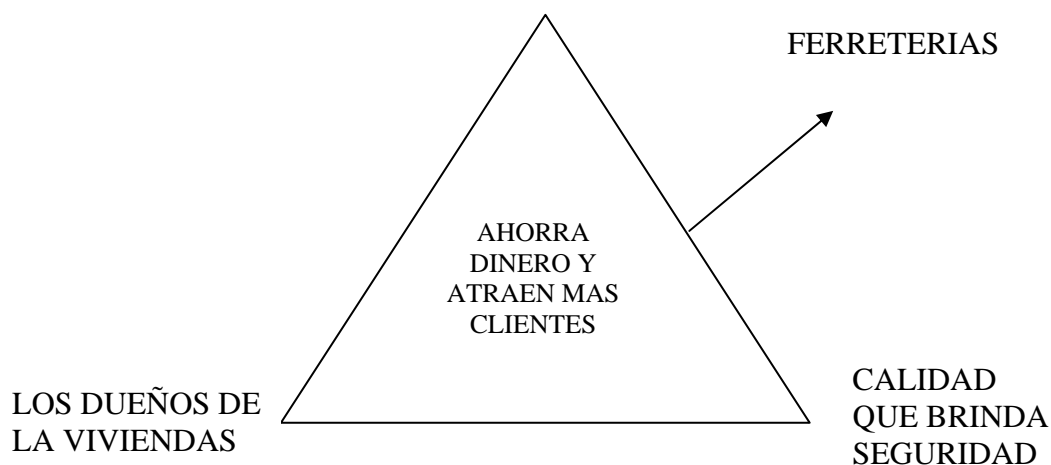 FERRETERIAS
AHORRA
DINERO Y
ATRAEN MAS
CLIENTES
LOS DUEÑOS DE
LA VIVIENDAS
CALIDAD
QUE BRINDA
SEGURIDAD